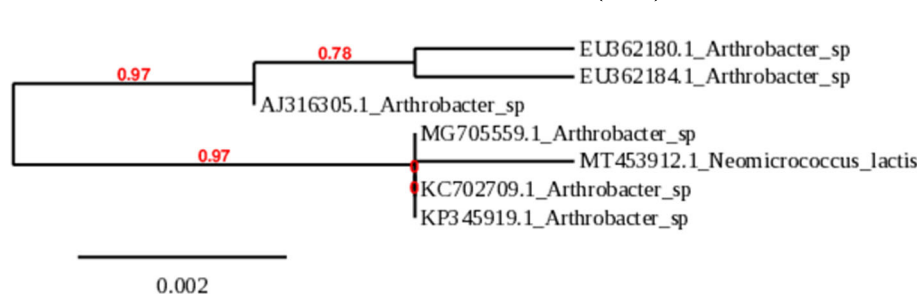 EU362180.1_Arthrobacter_sp
0.78
EU362184.1_Arthrobacter_sp
0.97
AJ316305.1_Arthrobacter_sp
MG705559.1_Arthrobacter_sp
0.97
MT453912.1_Neomicrococcus_lactis
0
KC702709.1_Arthrobacter_sp
0
KP345919.1_Arthrobacter_sp
0.002